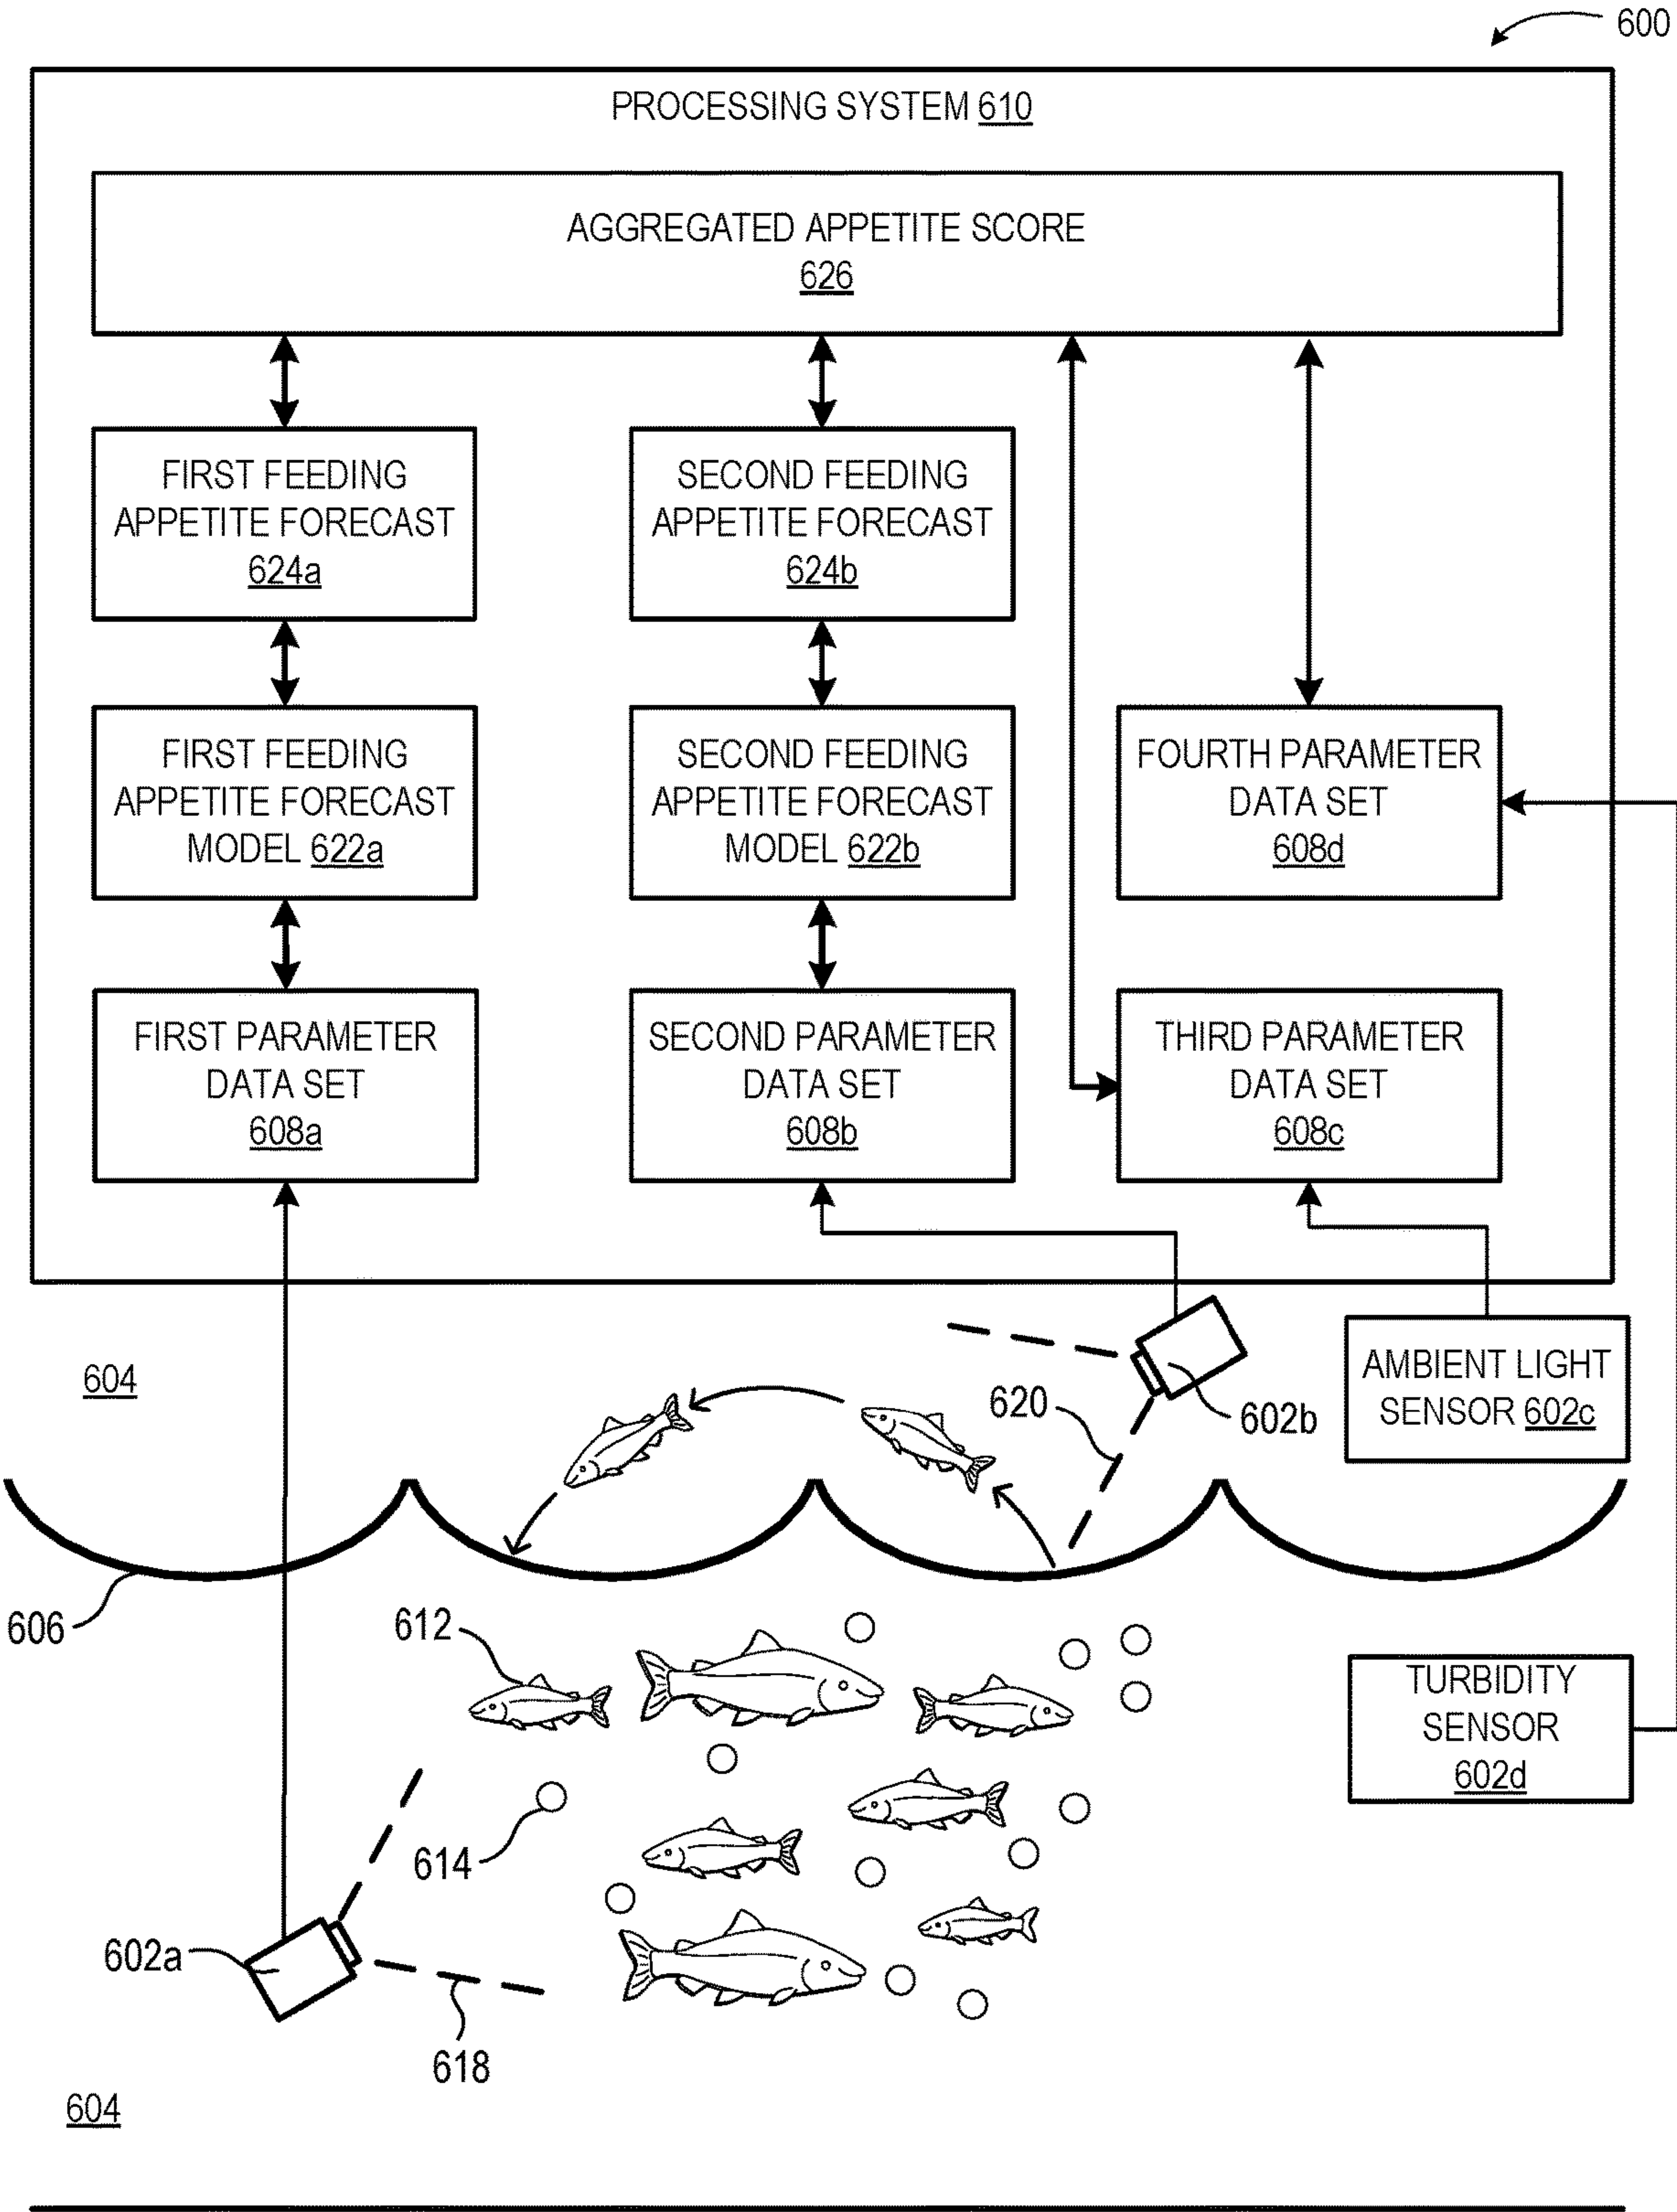 600
PROCESSING SYSTEM 610
AGGREGATED APPETITE SCORE
626
FIRST FEEDING
APPETITE FORECAST
624a
SECOND FEEDING
APPETITE FORECAST
624b
FIRST FEEDING
APPETITE FORECAST
MODEL 622a
SECOND FEEDING
APPETITE FORECAST
MODEL 622b
FOURTH PARAMETER
DATA SET
608d
FIRST PARAMETER
DATA SET
608a
SECOND PARAMETER
DATA SET
608b
THIRD PARAMETER
DATA SET
608c
604
620
602b
AMBIENT LIGHT
SENSOR 602c
606
612
614
TURBIDITY
SENSOR
602d
602a
618
604